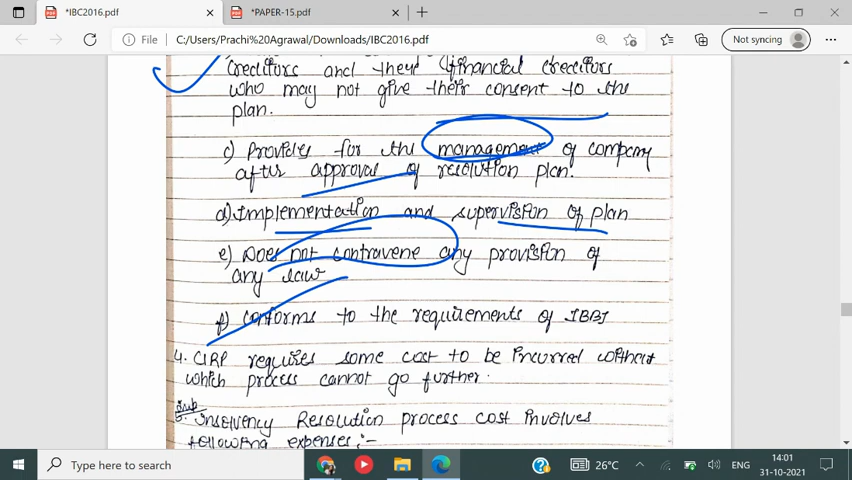 *IBC2016.pdf
*PAPER-15.pdf
File C:/Users/Prachi%20Agrawal/Downloads/IBC2016.pdf
Not syncing
creditors and these financial creditors
who may not give their consent to the
plan.
c) Provides for the management of company
after approval of resolution plan.
d) Implementation and supervision of plan
e) Does not contravene any provision of
any law
f) Conforms to the requirements of IBBI
4. CIRP requires some cost to be incurred without
which process cannot go further.
Imp
5. Insolvency Resolution process cost involves
following expenses:-
Type here to search
26°C
ENG
14:01
31-10-2021